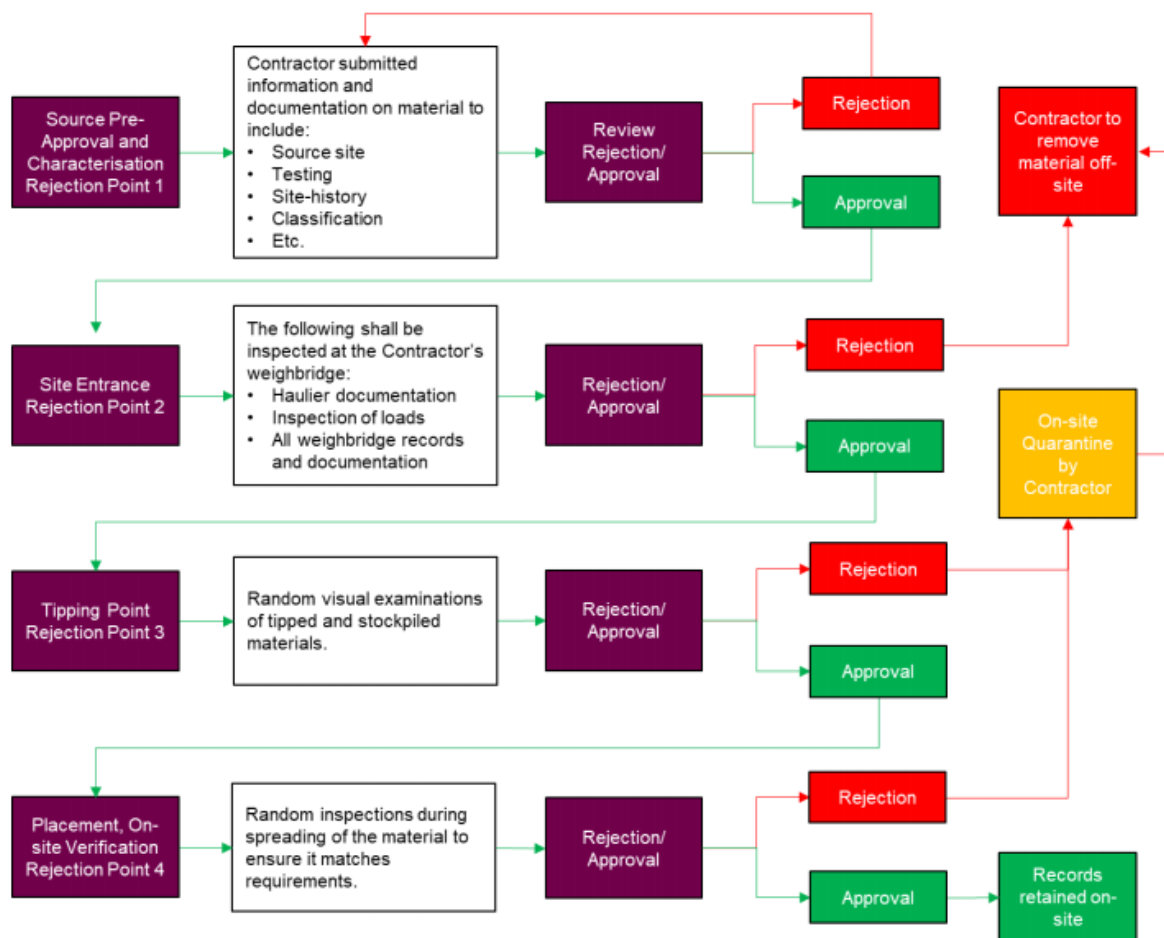 Source Pre-
Approval and
Characterisation
Rejection Point 1
Contractor submitted
information and
documentation on material to
include:
• Source site
• Testing
• Site-history
• Classification
• Etc.
Review
Rejection/
Approval
Rejection
Approval
Contractor to
remove
material off-
site
Site Entrance
Rejection Point 2
The following shall be
inspected at the Contractor's
weighbridge:
• Haulier documentation
• Inspection of loads
• All weighbridge records
and documentation
Rejection/
Approval
Rejection
Approval
On-site
Quarantine
by
Contractor
Tipping Point
Rejection Point 3
Random visual examinations
of tipped and stockpiled
materials.
Rejection/
Approval
Rejection
Approval
Placement, On-
site Verification
Rejection Point 4
Random inspections during
spreading of the material to
ensure it matches
requirements.
Rejection/
Approval
Rejection
Approval
Records
retained on-
site